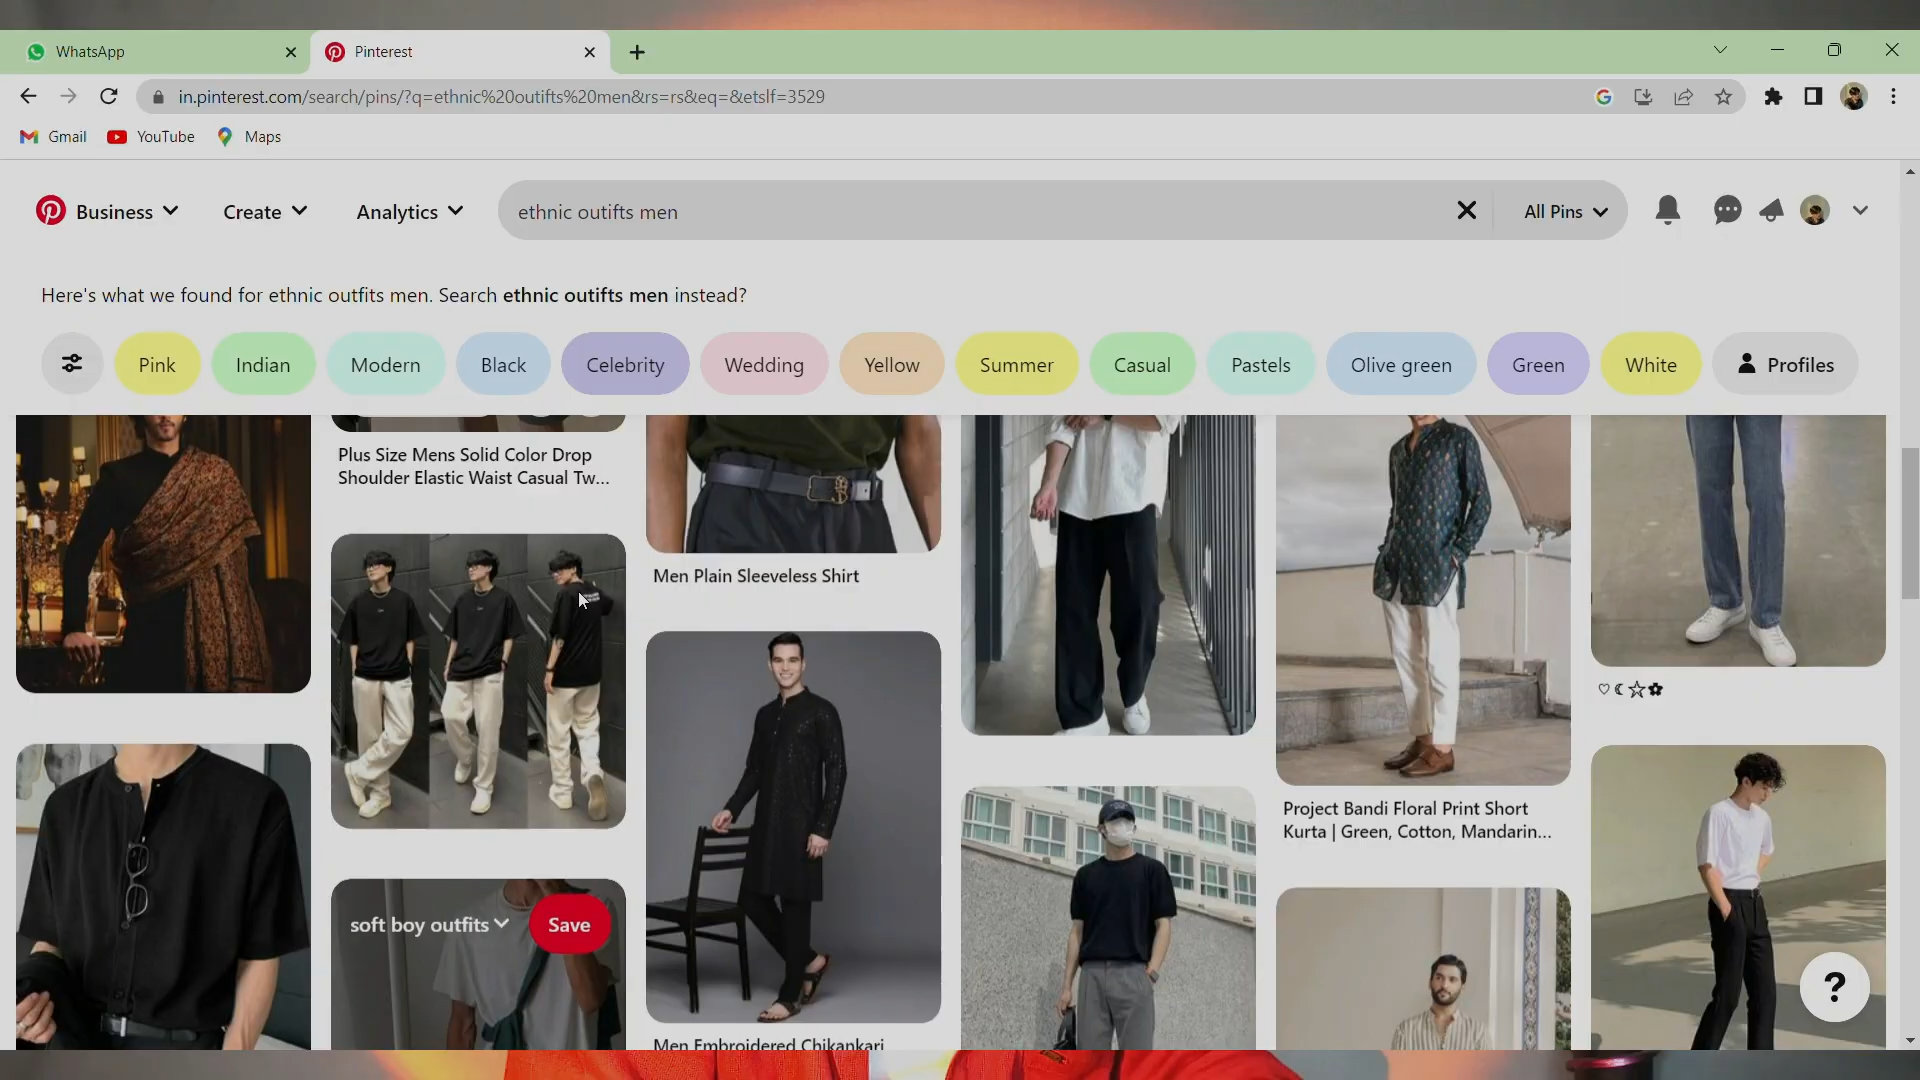 WhatsApp
Pinterest
in.pinterest.com/search/pins/?q=ethnic%20outifts%20men&rs=rs&eq=&etslf=3529
Gmail
YouTube
Maps
Business
Create
Analytics
ethnic outifts men
All Pins
Here's what we found for ethnic outfits men. Search ethnic outifts men instead?
Pink
Indian
Modern
Black
Celebrity
Wedding
Yellow
Summer
Casual
Pastels
Olive green
Green
White
Profiles
Plus Size Mens Solid Color Drop
Shoulder Elastic Waist Casual Tw...
Men Plain Sleeveless Shirt
♡☾☆✿
Project Bandi Floral Print Short
Kurta | Green, Cotton, Mandarin...
soft boy outfits
Save
?
Men Embroidered Chikankari